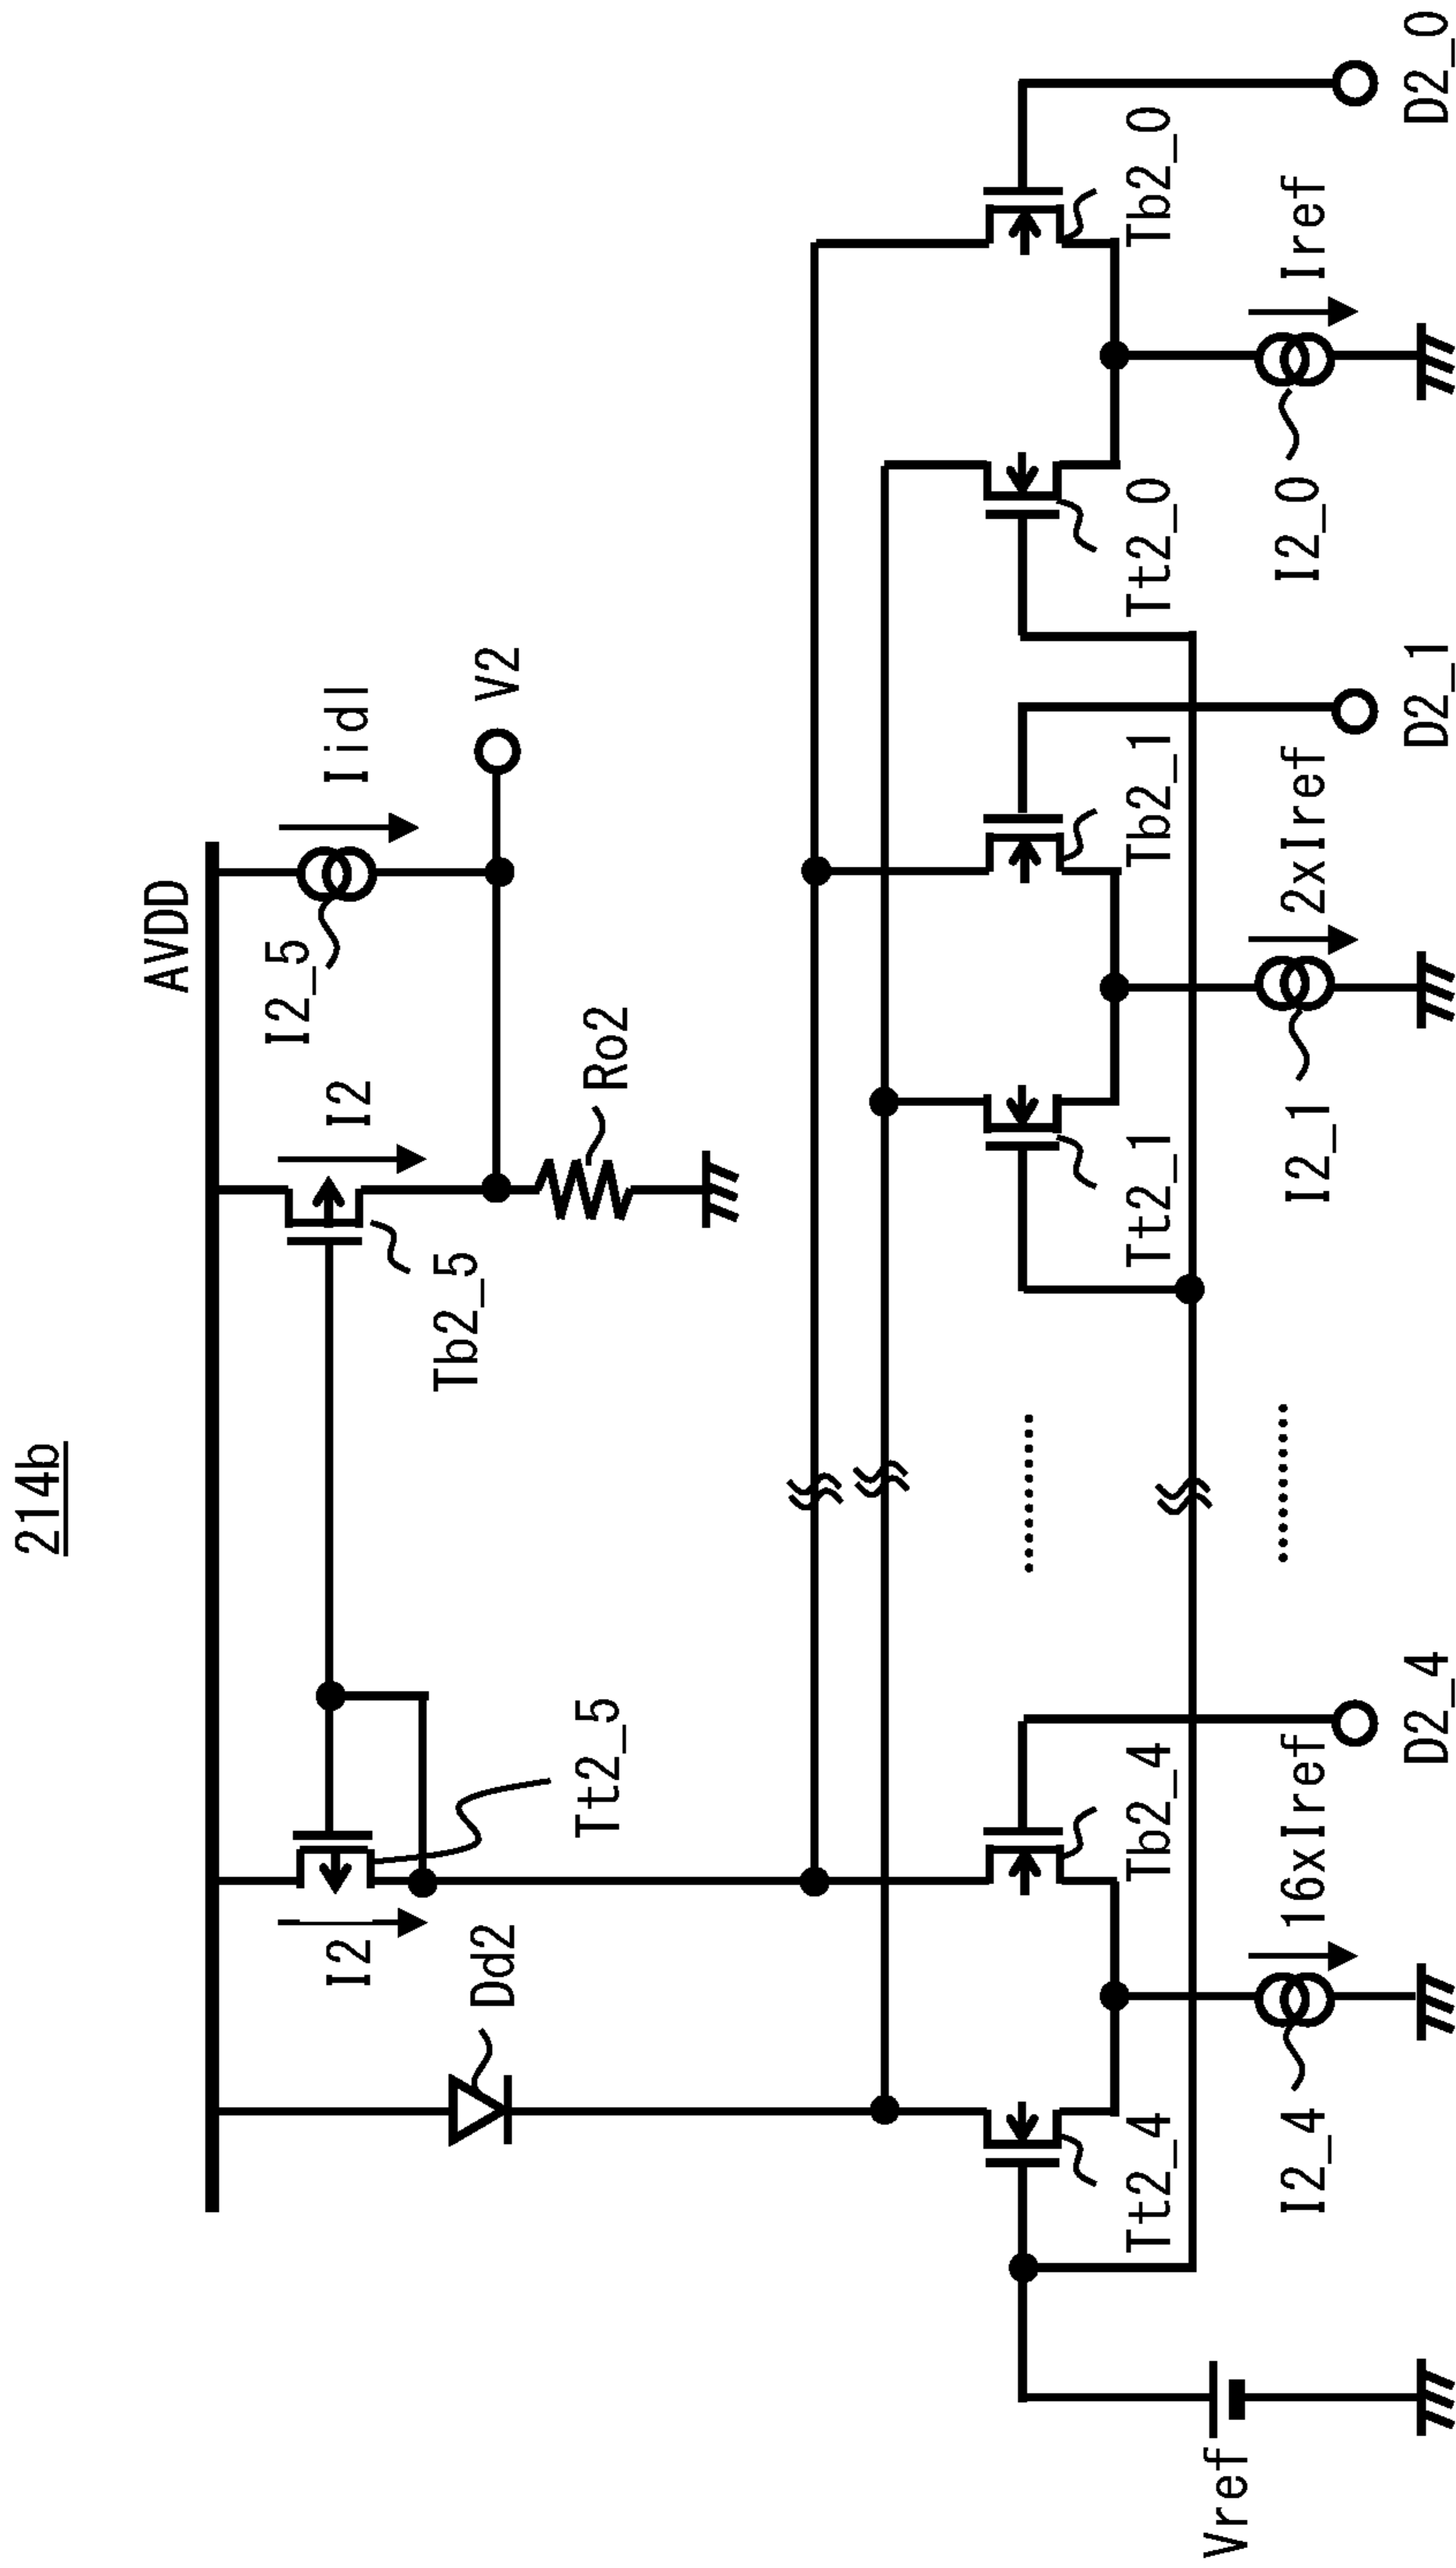 214b
AVDD
I2
Tt2_5
Dd2
Tb2_5
I2
I2_5
Iidl
V2
Ro2
Vref
Tt2_4
Tb2_4
I2_4
16xIref
D2_4
Tt2_1
Tb2_1
I2_1
2xIref
D2_1
Tt2_0
Tb2_0
I2_0
Iref
D2_0